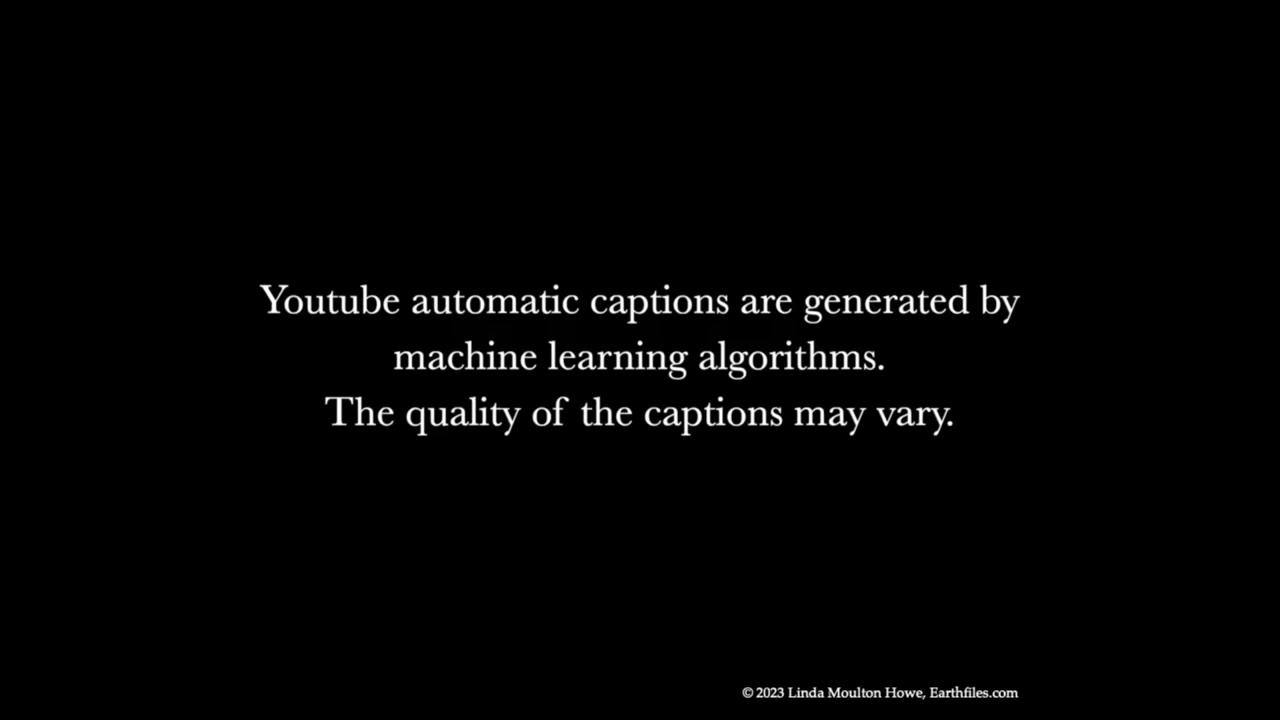 Youtube automatic captions are generated by
machine learning algorithms.
The quality of the captions may vary.
© 2023 Linda Moulton Howe, Earthfiles.com